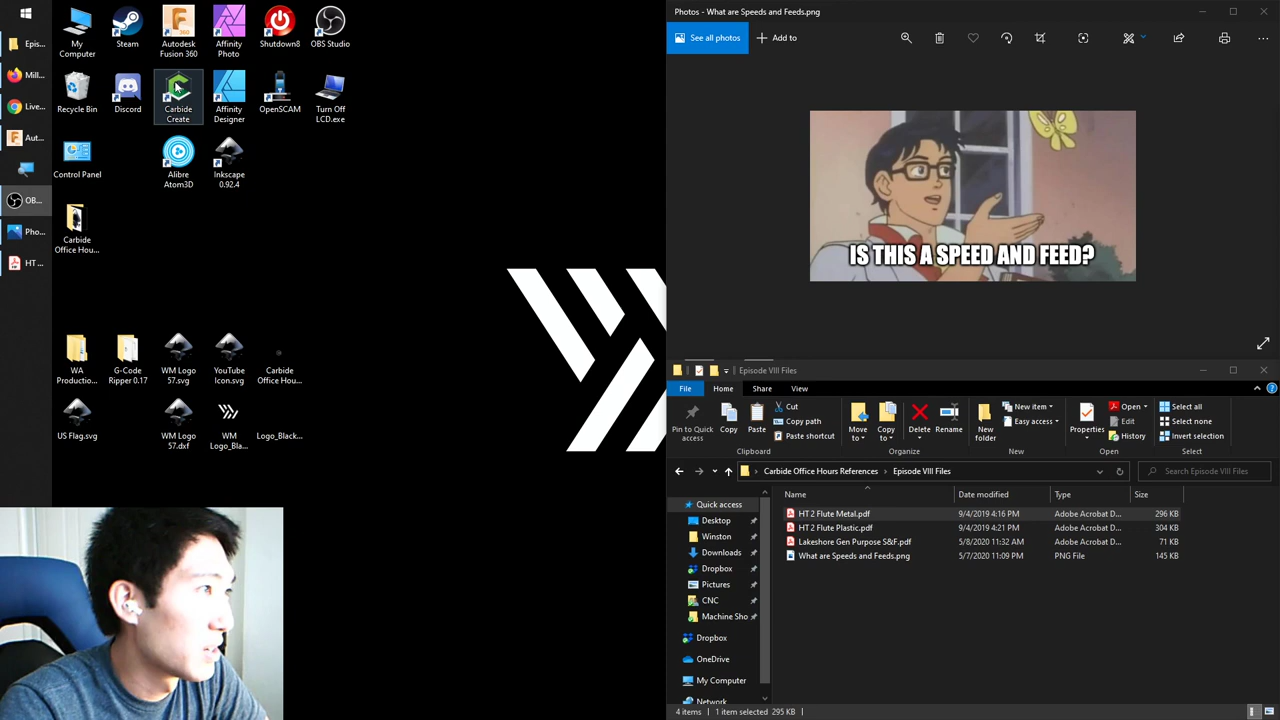 Epis...
Mill...
Live...
Aut...
OB...
Pho...
HT ...
My Computer
Steam
Autodesk Fusion 360
Affinity Photo
Shutdown8
OBS Studio
Recycle Bin
Discord
Carbide Create
Affinity Designer
OpenSCAM
Turn Off LCD.exe
Control Panel
Alibre Atom3D
Inkscape 0.92.4
Carbide Office Hou...
WA Productio...
G-Code Ripper 0.17
WM Logo 57.svg
YouTube Icon.svg
Carbide Office Hou...
US Flag.svg
WM Logo 57.dxf
WM Logo_Bla...
Logo_Black...
Photos - What are Speeds and Feeds.png
See all photos
Add to
IS THIS A SPEED AND FEED?
Episode VIII Files
File Home Share View
Pin to Quick access
Copy
Paste
Cut
Copy path
Paste shortcut
Move to
Copy to
Delete
Rename
New folder
New item
Easy access
Properties
Open
Edit
History
Select all
Select none
Invert selection
Clipboard Organize New Open Select
Carbide Office Hours References > Episode VIII Files
Search Episode VIII Files
Name Date modified Type Size
HT 2 Flute Metal.pdf 9/4/2019 4:16 PM Adobe Acrobat D... 296 KB
HT 2 Flute Plastic.pdf 9/4/2019 4:21 PM Adobe Acrobat D... 304 KB
Lakeshore Gen Purpose S&F.pdf 5/8/2020 11:32 AM Adobe Acrobat D... 71 KB
What are Speeds and Feeds.png 5/7/2020 11:09 PM PNG File 145 KB
Quick access
Desktop
Winston
Downloads
Dropbox
Pictures
CNC
Machine Sho
Dropbox
OneDrive
My Computer
Network
4 items 1 item selected 295 KB